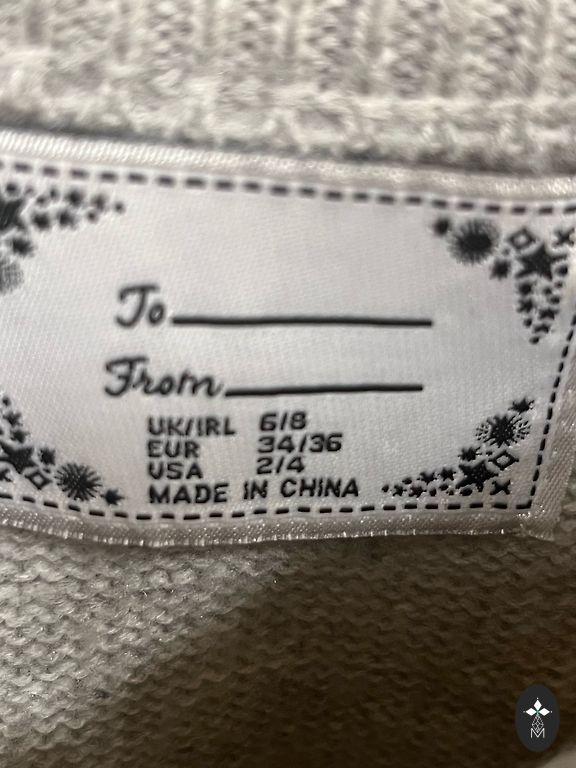 To
From
UK/IRL 6/8
EUR 34/36
USA 2/4
MADE IN CHINA
M